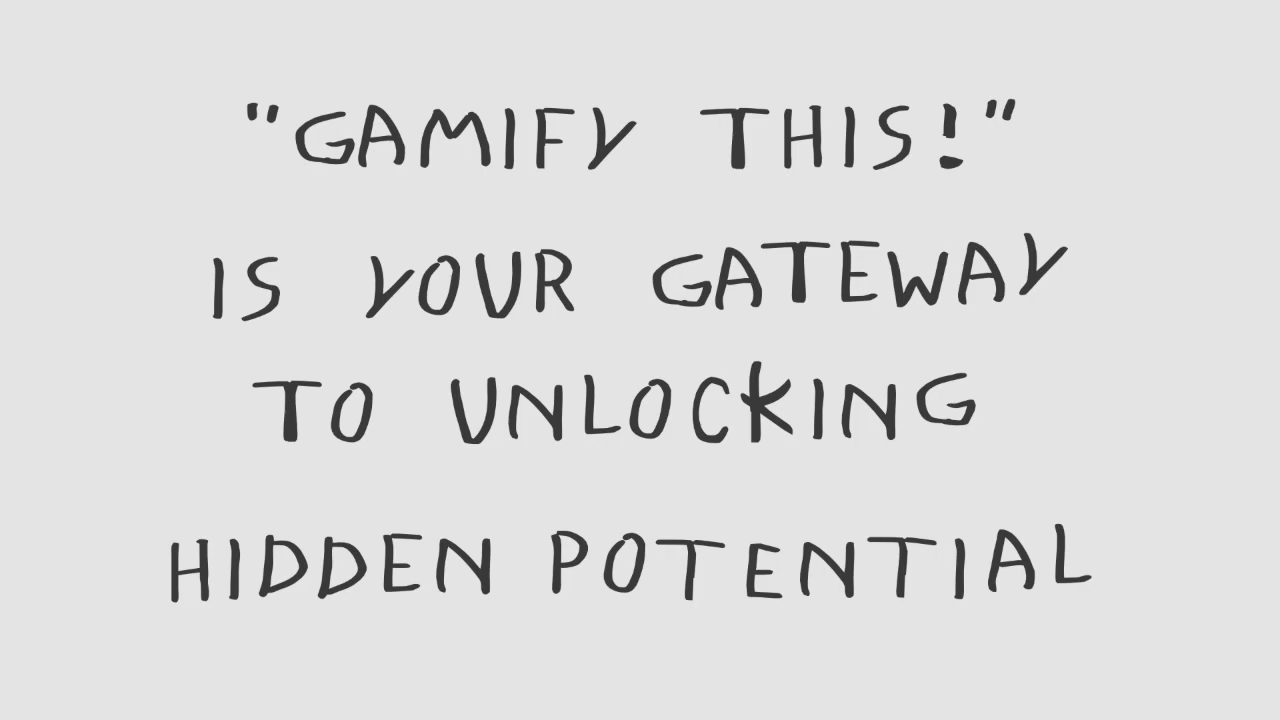 "GAMIFY THIS!"
IS YOUR GATEWAY
TO UNLOCKING
HIDDEN POTENTIAL